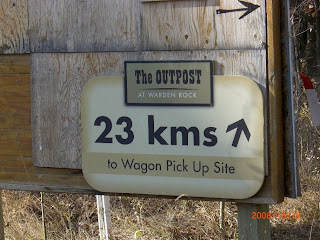 The OUTPOST
AT WARDEN ROCK
23 kms
to Wagon Pick Up Site